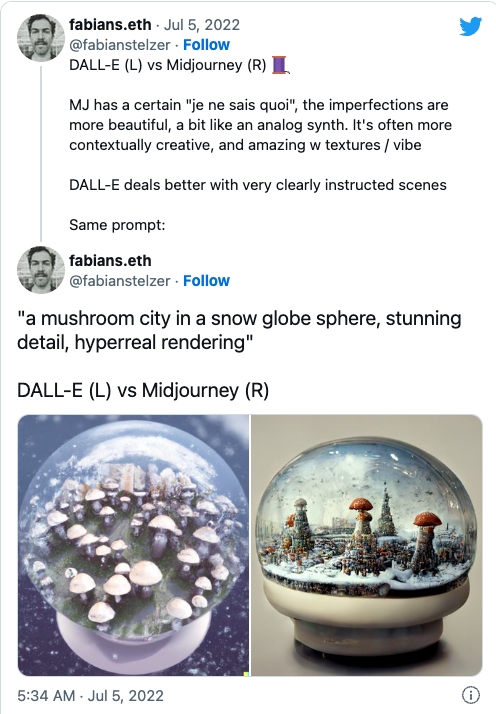 fabians.eth · Jul 5, 2022
@fabianstelzer · Follow
DALL-E (L) vs Midjourney (R) 🧵
MJ has a certain "je ne sais quoi", the imperfections are
more beautiful, a bit like an analog synth. It's often more
contextually creative, and amazing w textures / vibe
DALL-E deals better with very clearly instructed scenes
Same prompt:
fabians.eth
@fabianstelzer · Follow
"a mushroom city in a snow globe sphere, stunning
detail, hyperreal rendering"
DALL-E (L) vs Midjourney (R)
5:34 AM · Jul 5, 2022